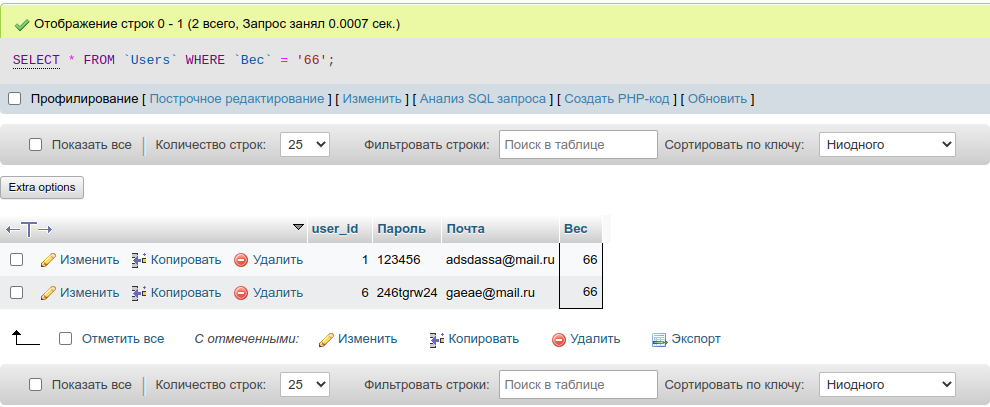 Отображение строк 0 - 1 (2 всего, Запрос занял 0.0007 сек.)
SELECT * FROM `Users` WHERE `Вес` = '66';
Профилирование [ Построчное редактирование ] [ Изменить ] [ Анализ SQL запроса ] [ Создать PHP-код ] [ Обновить ]
Показать все Количество строк: 25 Фильтровать строки: Поиск в таблице Сортировать по ключу: Ниодного
Extra options
←T→ user_id Пароль Почта Вес
Изменить Копировать Удалить 1 123456 adsdassa@mail.ru 66
Изменить Копировать Удалить 6 246tgrw24 gaeae@mail.ru 66
Отметить все С отмеченными: Изменить Копировать Удалить Экспорт
Показать все Количество строк: 25 Фильтровать строки: Поиск в таблице Сортировать по ключу: Ниодного